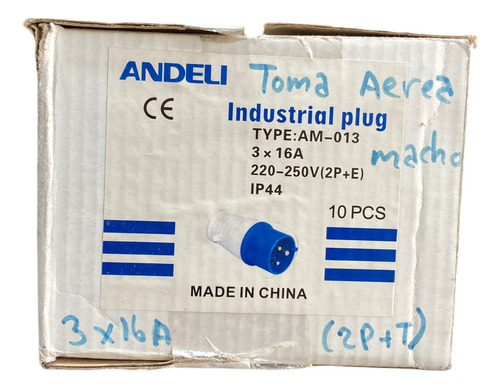 ANDELI Toma Aerea
CE Industrial plug
TYPE:AM-013
3×16A macho
220-250V(2P+E)
IP44
10 PCS
MADE IN CHINA
3x16A (2P+T)